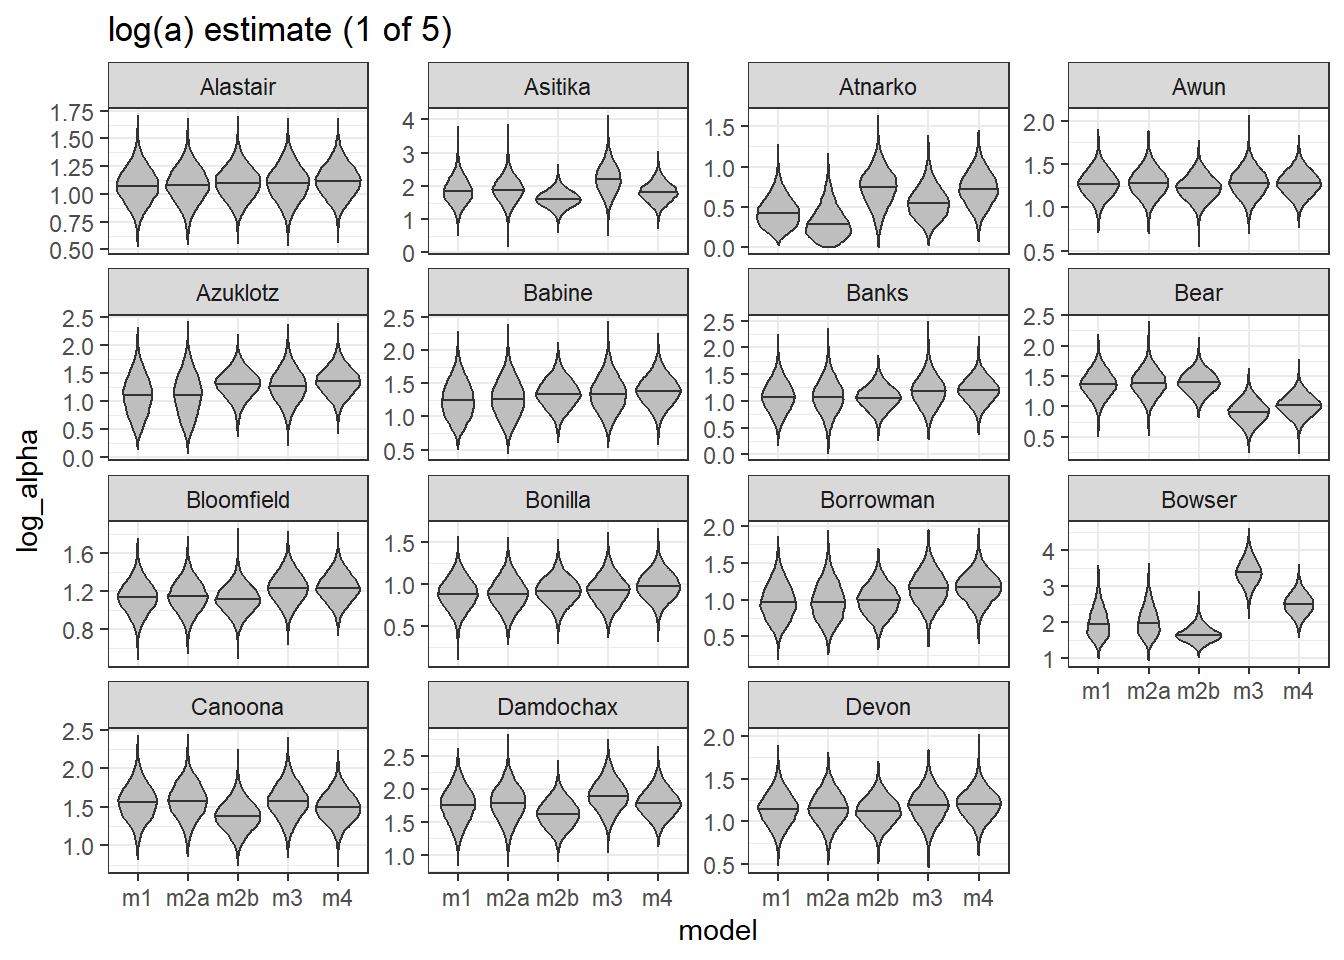 log(a) estimate (1 of 5)
Alastair Asitika Atnarko Awun
1.75 1.50 1.25 1.00 0.75 0.50
4 3 2 1 0
1.5 1.0 0.5 0.0
2.0 1.5 1.0 0.5
Azuklotz Babine Banks Bear
2.5 2.0 1.5 1.0 0.5 0.0
2.5 2.0 1.5 1.0 0.5
2.5 2.0 1.5 1.0 0.5 0.0
2.5 2.0 1.5 1.0 0.5
log_alpha
Bloomfield Bonilla Borrowman Bowser
1.6 1.2 0.8
1.5 1.0 0.5
2.0 1.5 1.0 0.5
4 3 2 1
m1 m2a m2b m3 m4
Canoona Damdochax Devon
2.5 2.0 1.5 1.0
2.5 2.0 1.5 1.0
2.0 1.5 1.0 0.5
m1 m2a m2b m3 m4 m1 m2a m2b m3 m4 m1 m2a m2b m3 m4
model